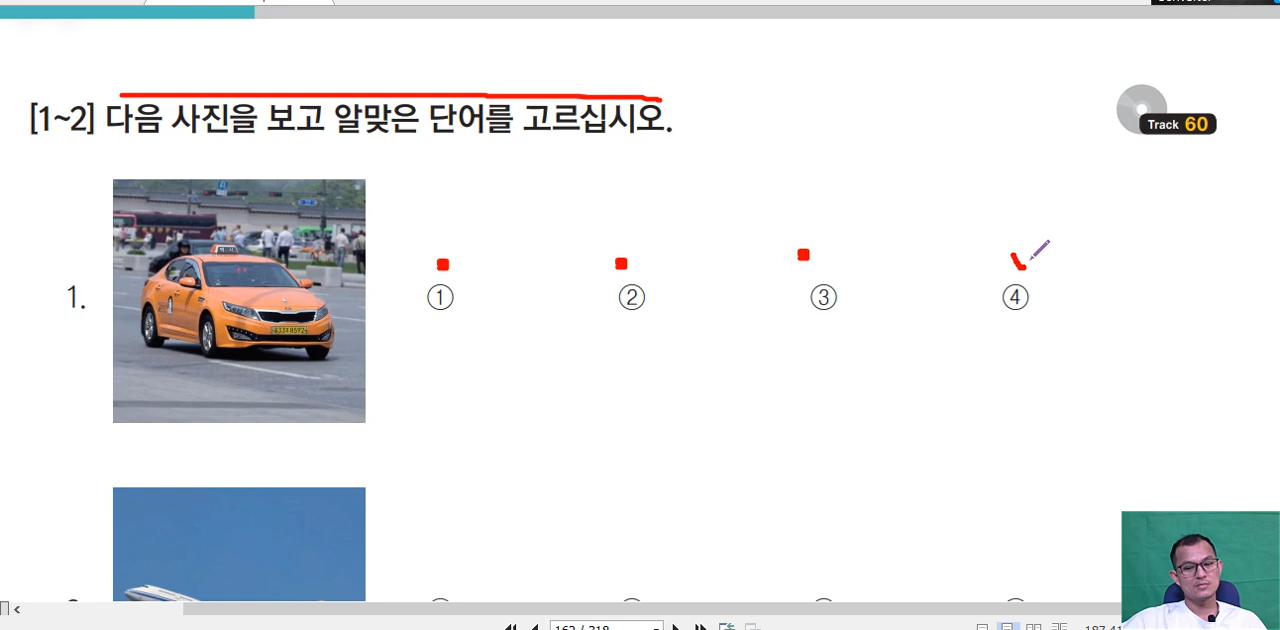 [1~2] 다음 사진을 보고 알맞은 단어를 고르십시오.
Track 60
1.
① ② ③ ④